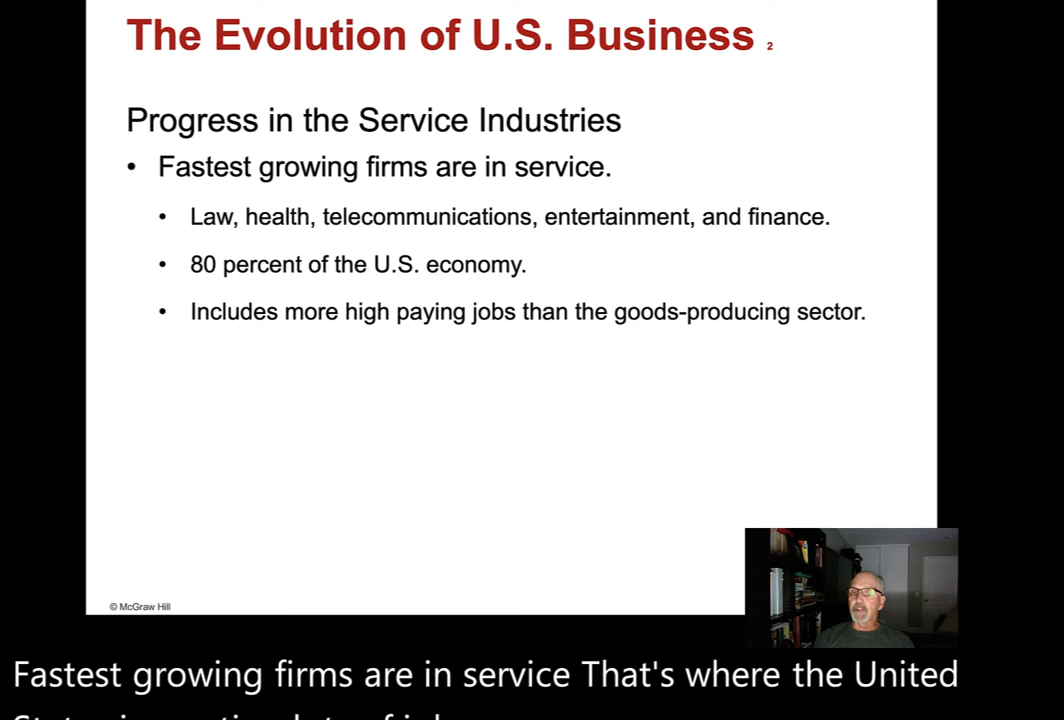 The Evolution of U.S. Business 2
Progress in the Service Industries
• Fastest growing firms are in service.
• Law, health, telecommunications, entertainment, and finance.
• 80 percent of the U.S. economy.
• Includes more high paying jobs than the goods-producing sector.
© McGraw Hill
Fastest growing firms are in service That's where the United